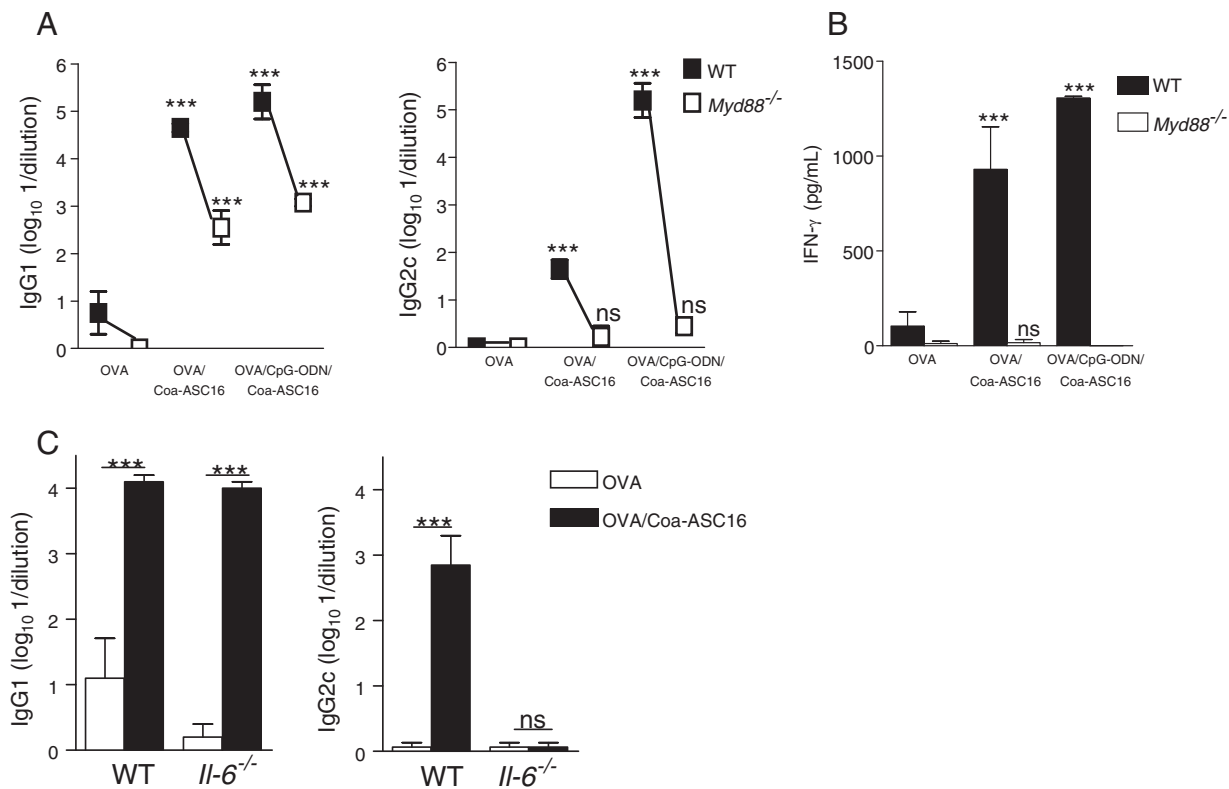 A
IgG1 (log10 1/dilution)
6
5
4
3
2
1
0
***
***
***
***
OVA
OVA/
Coa-ASC16
OVA/CpG-ODN/
Coa-ASC16
IgG2c (log10 1/dilution)
6
5
4
3
2
1
0
***
ns
***
ns
OVA
OVA/
Coa-ASC16
OVA/CpG-ODN/
Coa-ASC16
WT
Myd88-/-
B
IFN-γ (pg/mL)
1500
1000
500
0
***
ns
***
OVA
OVA/
Coa-ASC16
OVA/CpG-ODN/
Coa-ASC16
WT
Myd88-/-
C
IgG1 (log10 1/dilution)
4
3
2
1
0
***
***
WT
Il-6-/-
IgG2c (log10 1/dilution)
4
3
2
1
0
***
ns
WT
Il-6-/-
OVA
OVA/Coa-ASC16